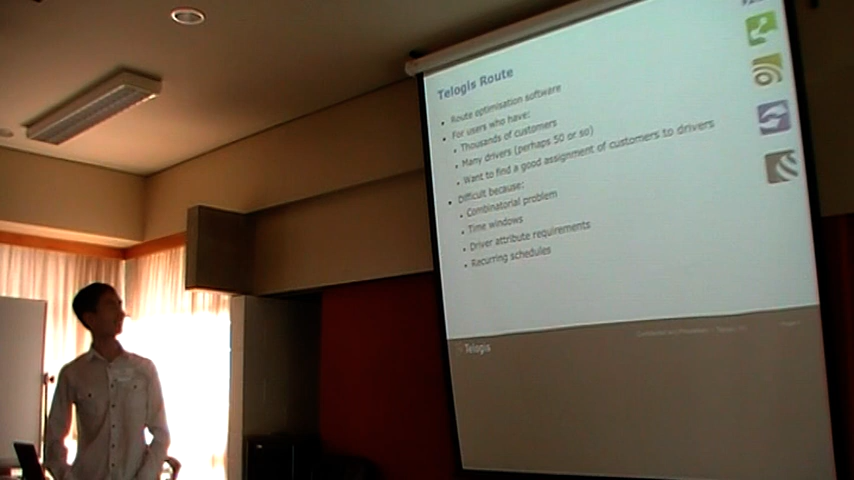 Telogis Route
Route optimisation software
For users who have:
Thousands of customers
Many drivers (perhaps 50 or so)
Want to find a good assignment of customers to drivers
Difficult because:
Combinatorial problem
Time windows
Driver attribute requirements
Recurring schedules
Telogis